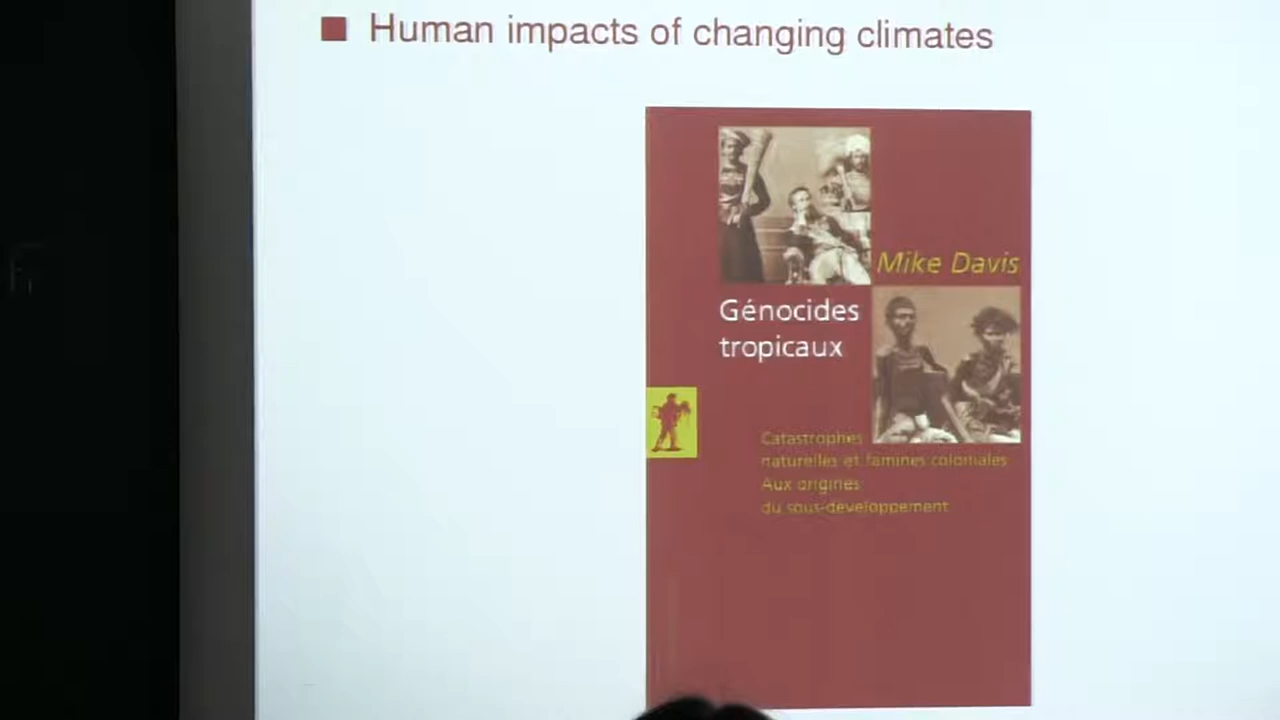 Human impacts of changing climates
Mike Davis
Génocides
tropicaux
Catastrophes
naturelles et famines coloniales
Aux origines
du sous-développement